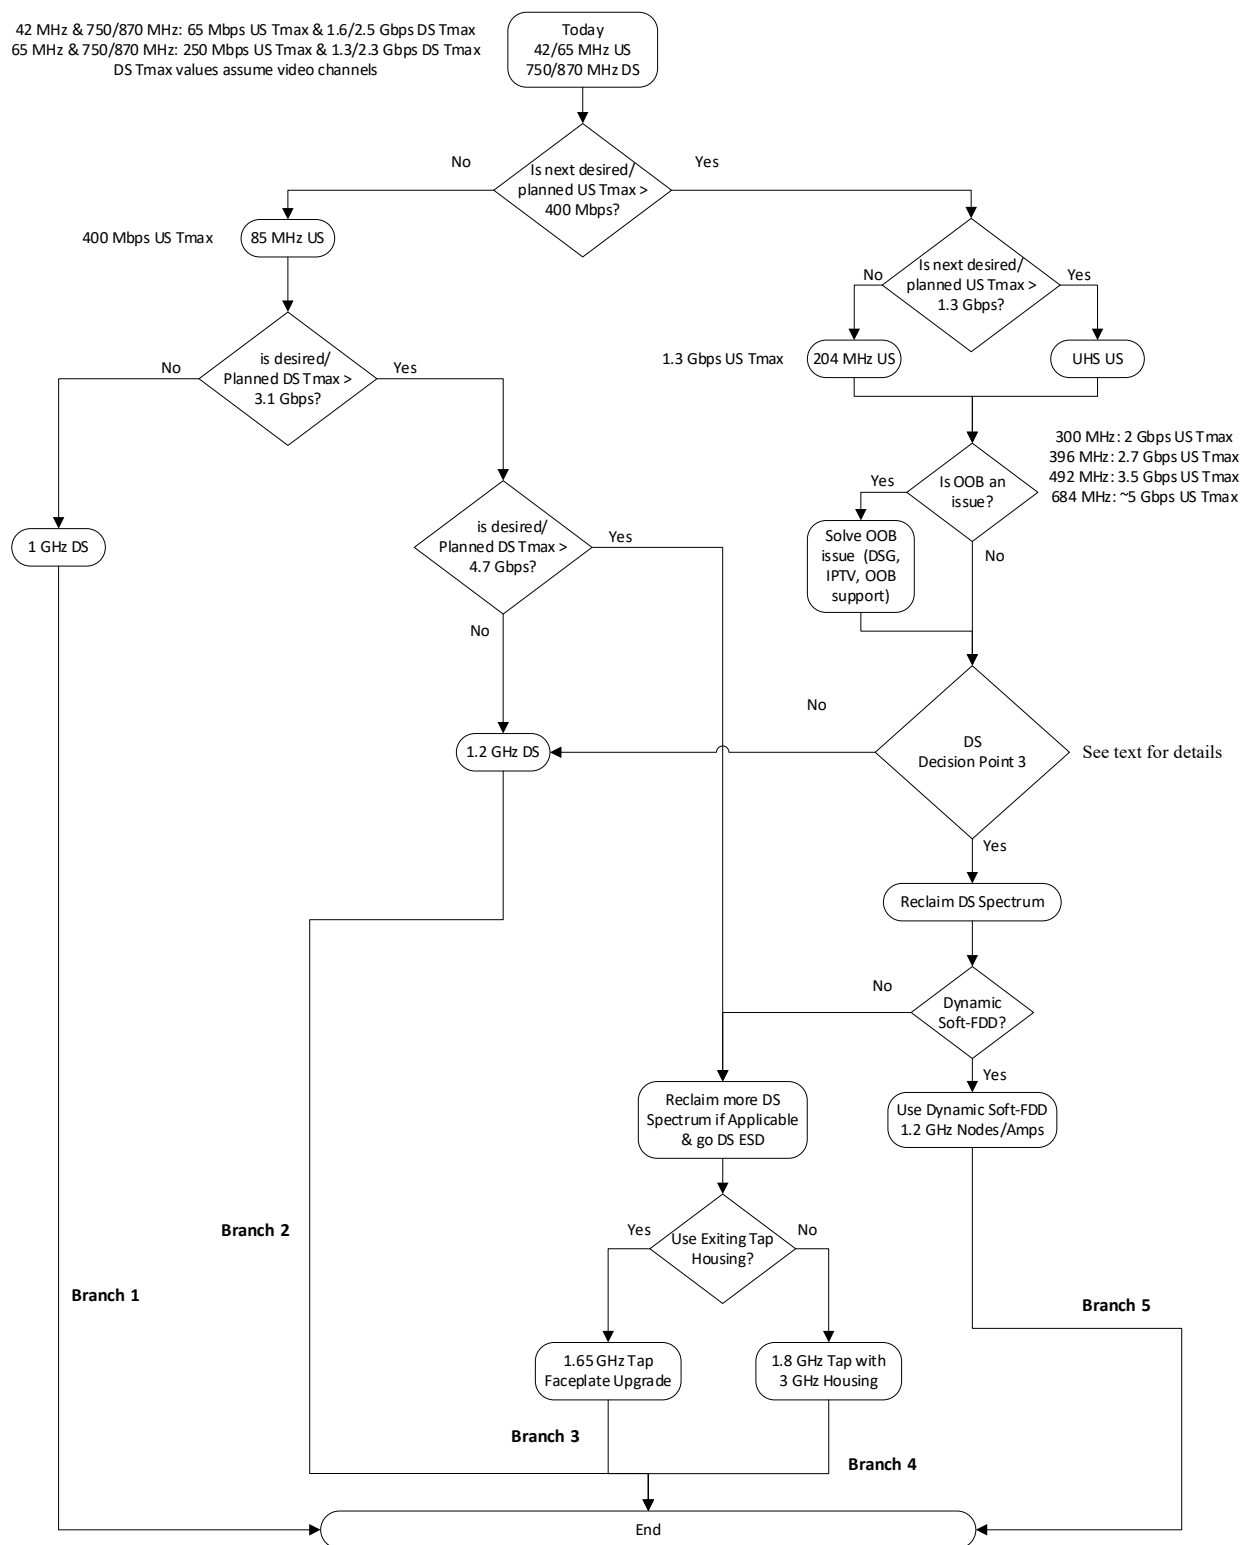 42 MHz & 750/870 MHz: 65 Mbps US Tmax & 1.6/2.5 Gbps DS Tmax
65 MHz & 750/870 MHz: 250 Mbps US Tmax & 1.3/2.3 Gbps DS Tmax
DS Tmax values assume video channels
Today
42/65 MHz US
750/870 MHz DS
No
Is next desired/
planned US Tmax >
400 Mbps?
Yes
400 Mbps US Tmax
85 MHz US
No
Is next desired/
planned US Tmax >
1.3 Gbps?
Yes
1.3 Gbps US Tmax
204 MHz US
UHS US
No
is desired/
Planned DS Tmax >
3.1 Gbps?
Yes
300 MHz: 2 Gbps US Tmax
396 MHz: 2.7 Gbps US Tmax
492 MHz: 3.5 Gbps US Tmax
684 MHz: ~5 Gbps US Tmax
Yes
Is OOB an
issue?
No
Solve OOB
issue (DSG,
IPTV, OOB
support)
1 GHz DS
is desired/
Planned DS Tmax >
4.7 Gbps?
Yes
No
No
1.2 GHz DS
DS
Decision Point 3
See text for details
Yes
Reclaim DS Spectrum
No
Dynamic
Soft-FDD?
Yes
Reclaim more DS
Spectrum if Applicable
& go DS ESD
Use Dynamic Soft-FDD
1.2 GHz Nodes/Amps
Branch 2
Yes
Use Exiting Tap
Housing?
No
Branch 1
Branch 5
1.65 GHz Tap
Faceplate Upgrade
1.8 GHz Tap with
3 GHz Housing
Branch 3
Branch 4
End